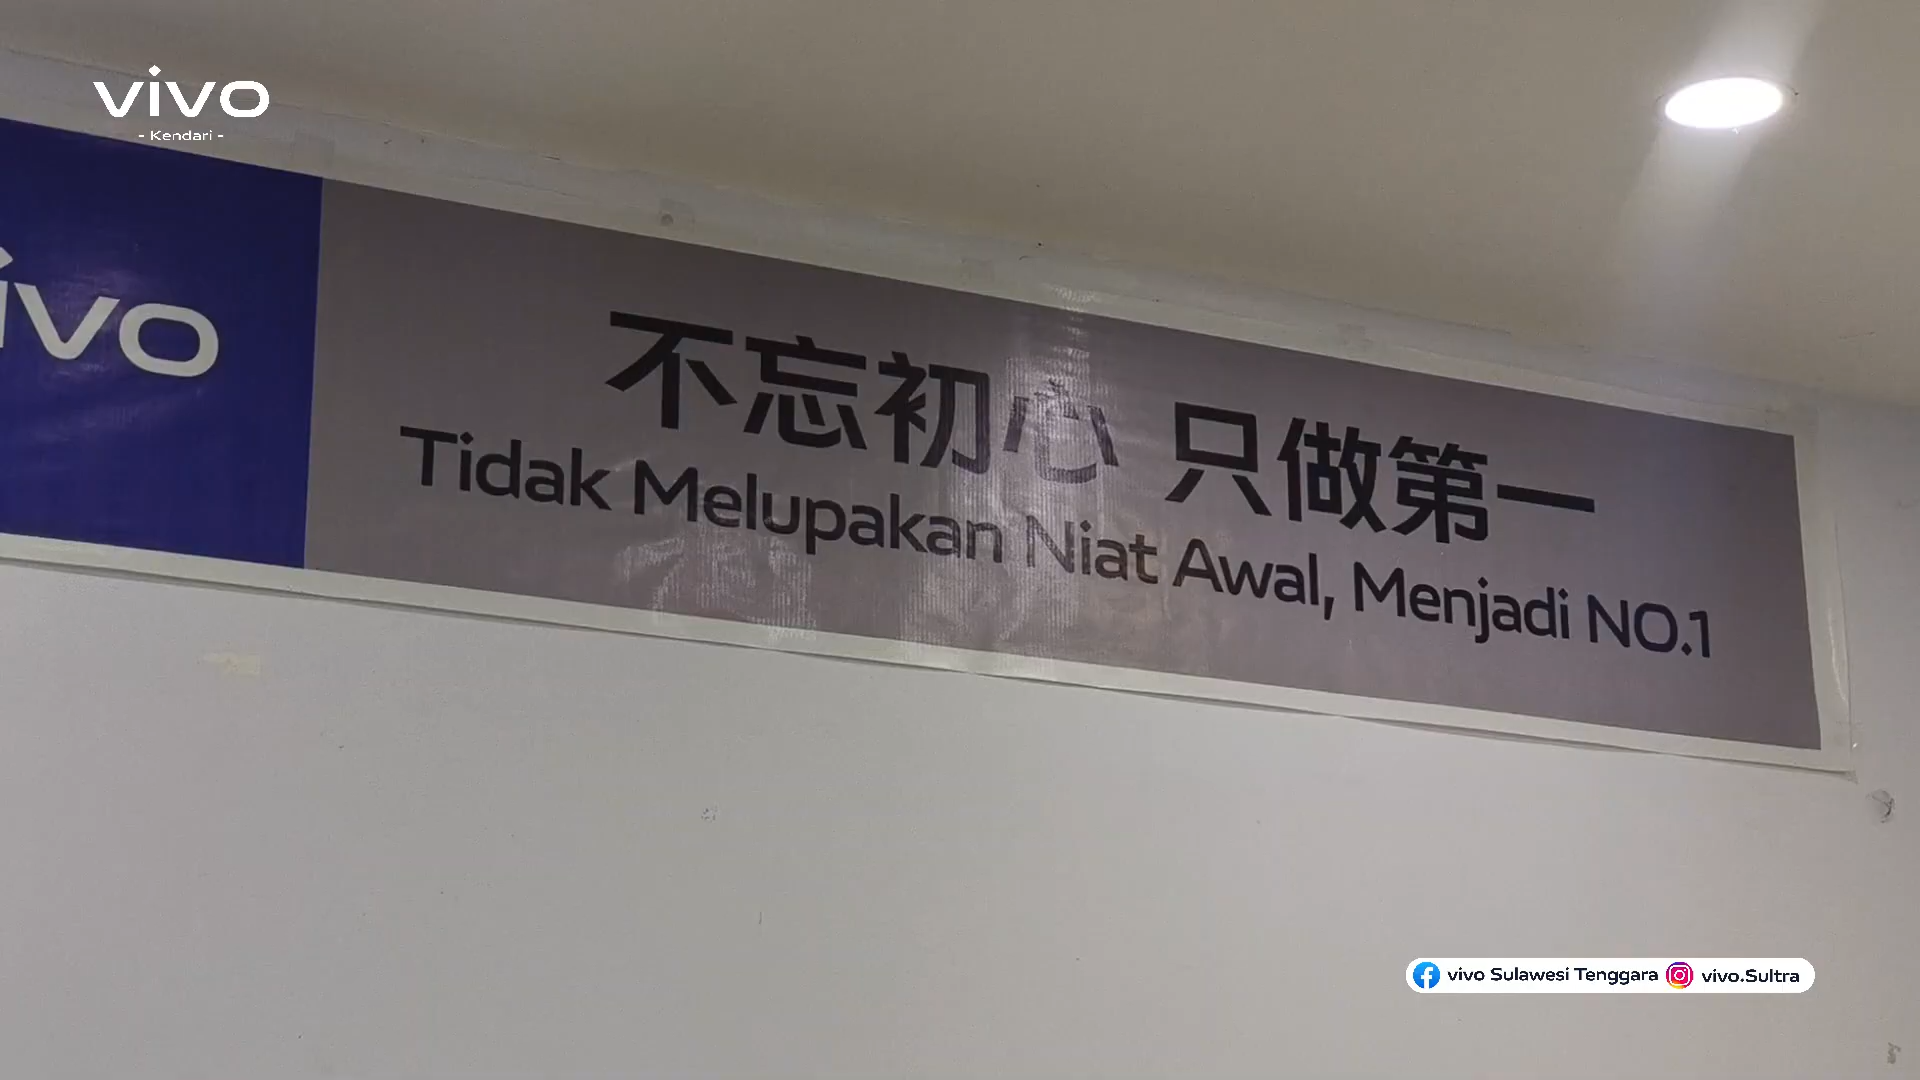 vivo
- Kendari -
ivo
不忘初心 只做第一
Tidak Melupakan Niat Awal, Menjadi NO.1
vivo Sulawesi Tenggara vivo.Sultra